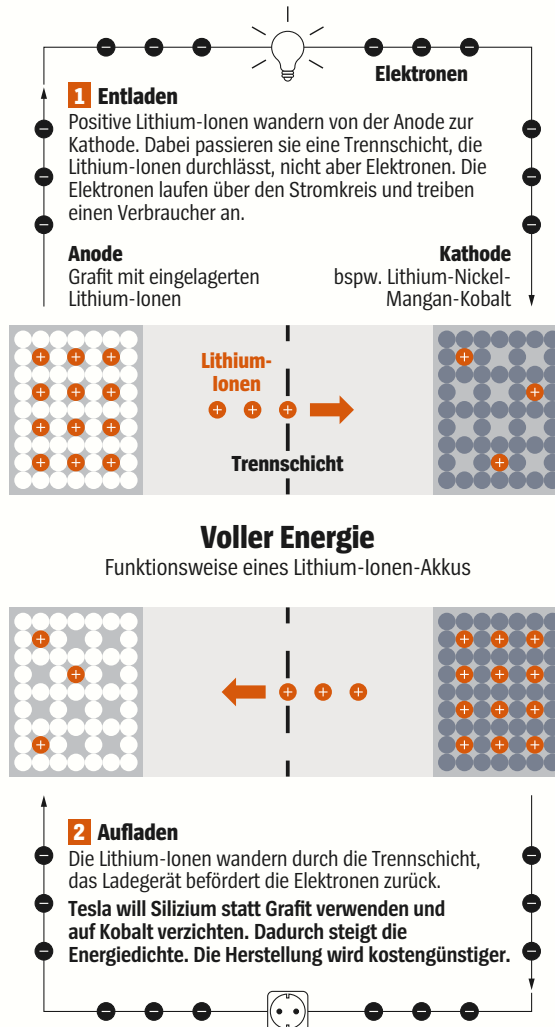 Elektronen
1 Entladen
Positive Lithium-Ionen wandern von der Anode zur
Kathode. Dabei passieren sie eine Trennschicht, die
Lithium-Ionen durchlässt, nicht aber Elektronen. Die
Elektronen laufen über den Stromkreis und treiben
einen Verbraucher an.
Anode
Grafit mit eingelagerten
Lithium-Ionen
Kathode
bspw. Lithium-Nickel-
Mangan-Kobalt
Lithium-
Ionen
Trennschicht
Voller Energie
Funktionsweise eines Lithium-Ionen-Akkus
2 Aufladen
Die Lithium-Ionen wandern durch die Trennschicht,
das Ladegerät befördert die Elektronen zurück.
Tesla will Silizium statt Grafit verwenden und
auf Kobalt verzichten. Dadurch steigt die
Energiedichte. Die Herstellung wird kostengünstiger.